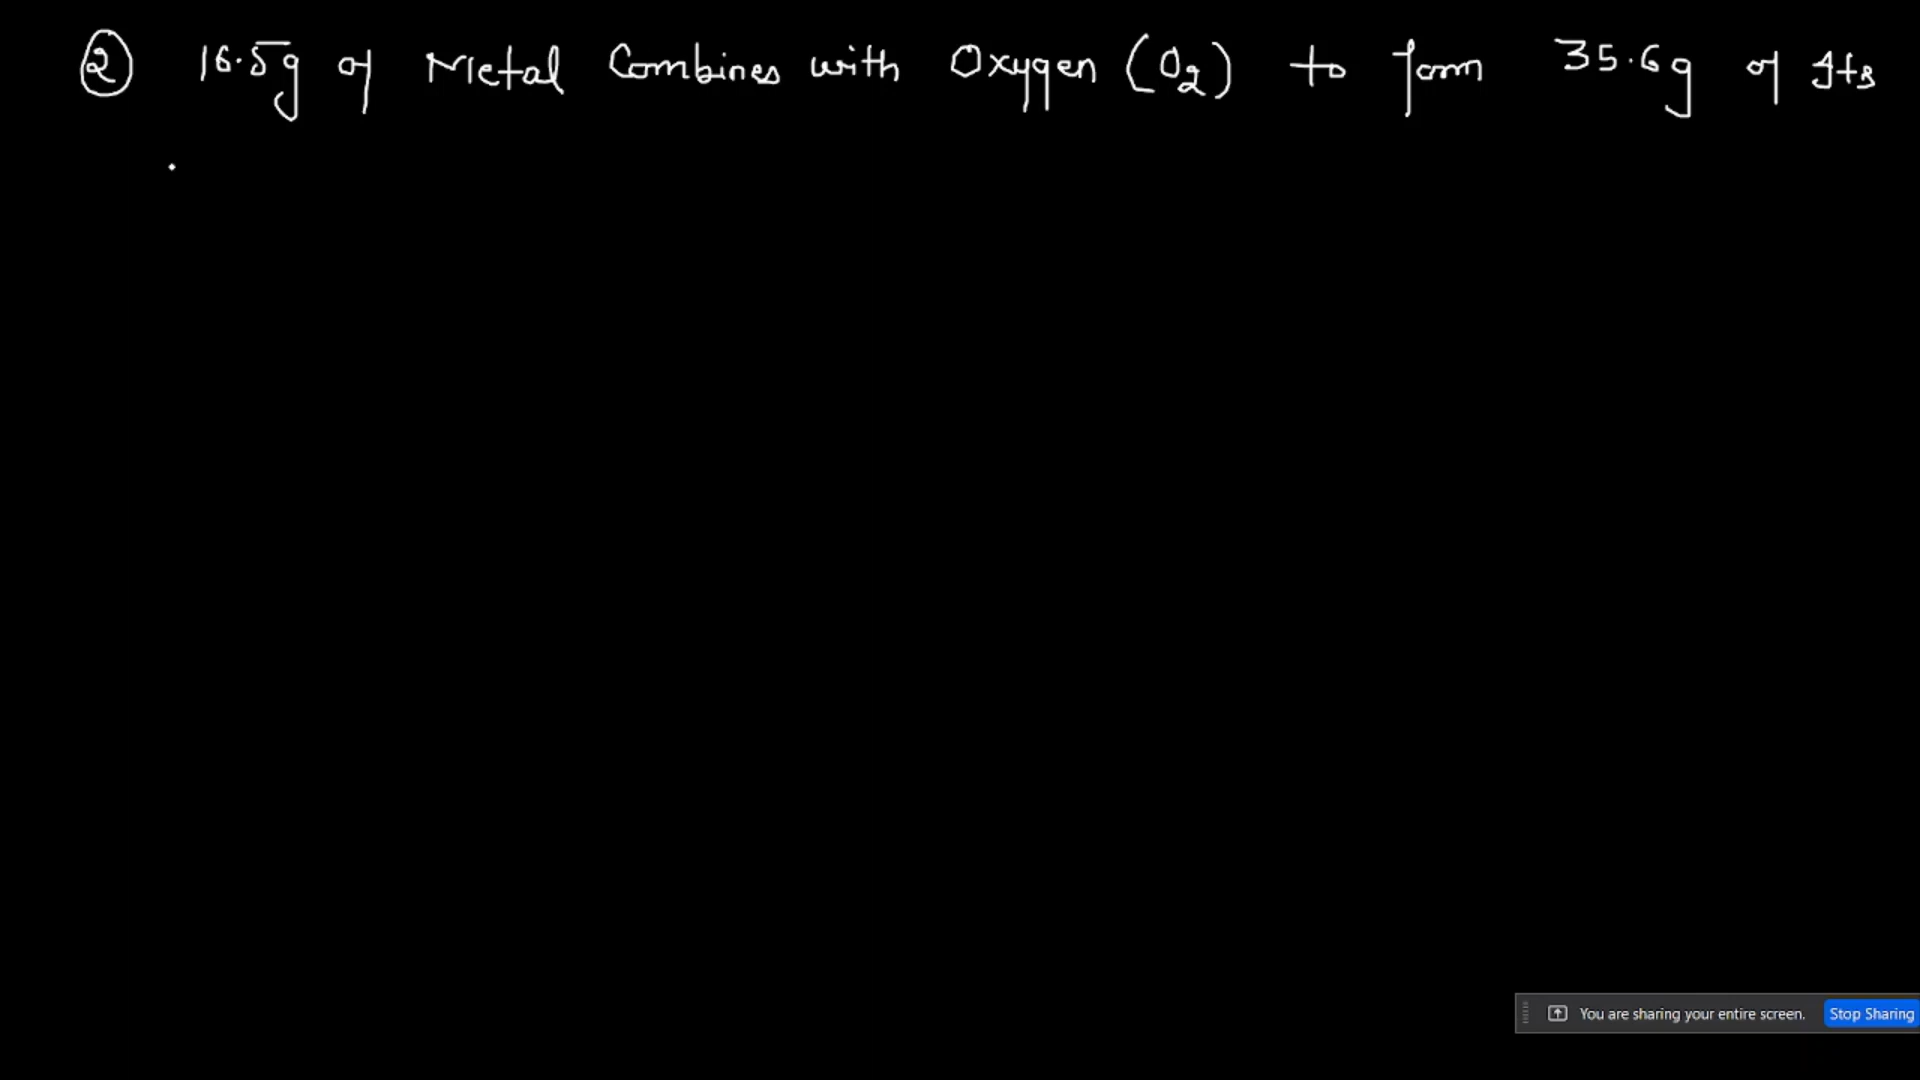 ② 16.5g of Metal Combines with Oxygen (O₂) to form 35.6g of Its
You are sharing your entire screen. Stop Sharing